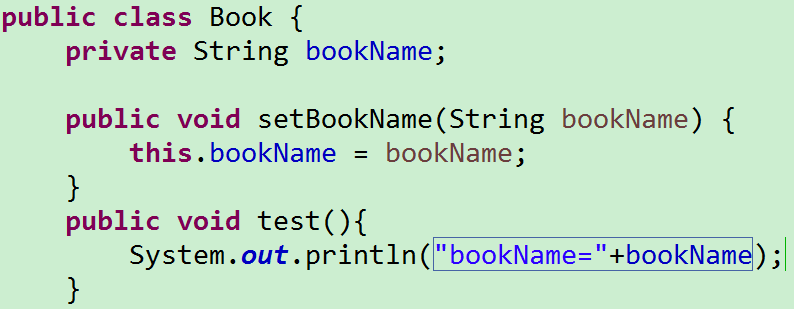 public class Book {
    private String bookName;

    public void setBookName(String bookName) {
        this.bookName = bookName;
    }
    public void test(){
        System.out.println("bookName="+bookName);
    }